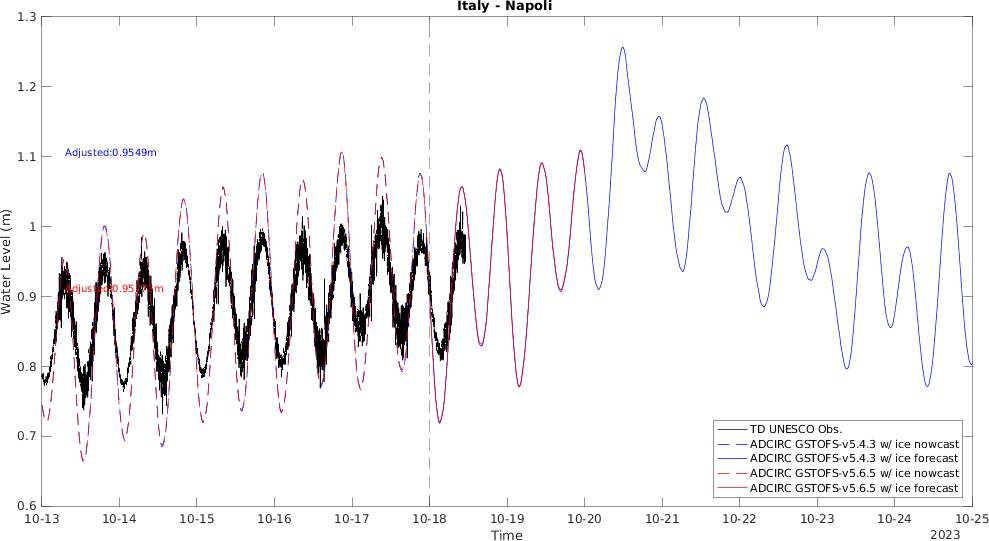 Italy - Napoli
1.3
1.2
1.1
1
0.9
0.8
0.7
0.6
Water Level (m)
Adjusted:0.9549m
TD UNESCO Obs.
ADCIRC GSTOFS-v5.4.3 w/ ice nowcast
ADCIRC GSTOFS-v5.4.3 w/ ice forecast
ADCIRC GSTOFS-v5.6.5 w/ ice nowcast
ADCIRC GSTOFS-v5.6.5 w/ ice forecast
10-13 10-14 10-15 10-16 10-17 10-18 10-19 10-20 10-21 10-22 10-23 10-24 10-25
Time
2023